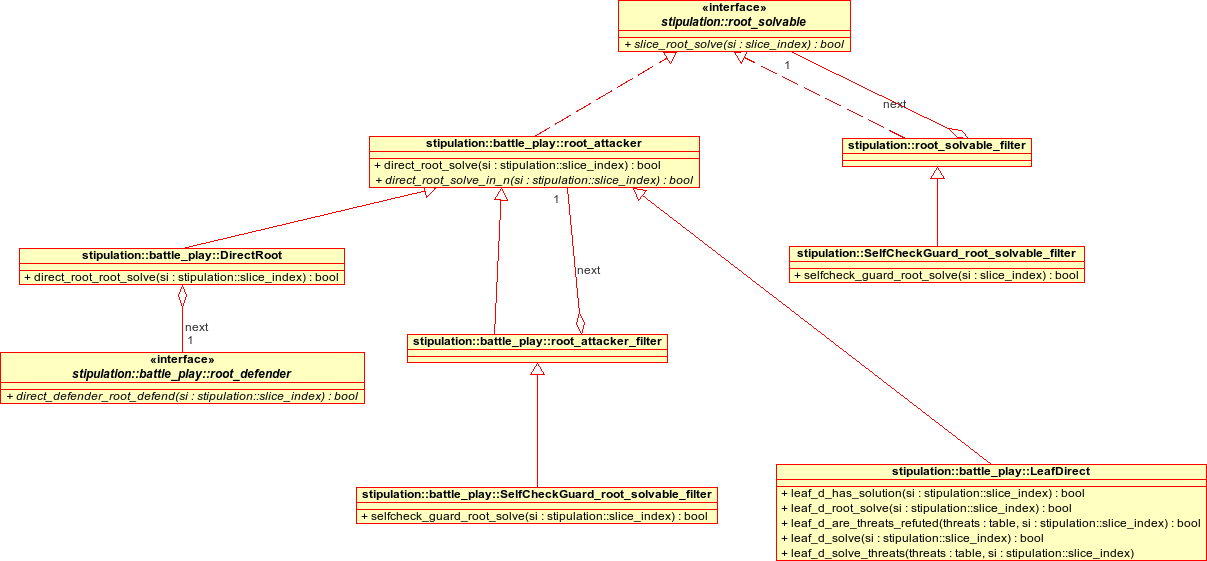 «interface»
stipulation::root_solvable
+ slice_root_solve(si : slice_index) : bool
1
next
stipulation::battle_play::root_attacker
+ direct_root_solve(si : stipulation::slice_index) : bool
+ direct_root_solve_in_n(si : stipulation::slice_index) : bool
stipulation::root_solvable_filter
1
stipulation::battle_play::DirectRoot
+ direct_root_root_solve(si : stipulation::slice_index) : bool
stipulation::SelfCheckGuard_root_solvable_filter
+ selfcheck_guard_root_solve(si : slice_index) : bool
next
next
1
stipulation::battle_play::root_attacker_filter
«interface»
stipulation::battle_play::root_defender
+ direct_defender_root_defend(si : stipulation::slice_index) : bool
stipulation::battle_play::LeafDirect
+ leaf_d_has_solution(si : stipulation::slice_index) : bool
+ leaf_d_root_solve(si : stipulation::slice_index) : bool
+ leaf_d_are_threats_refuted(threats : table, si : stipulation::slice_index) : bool
+ leaf_d_solve(si : stipulation::slice_index) : bool
+ leaf_d_solve_threats(threats : table, si : stipulation::slice_index)
stipulation::battle_play::SelfCheckGuard_root_solvable_filter
+ selfcheck_guard_root_solve(si : stipulation::slice_index) : bool